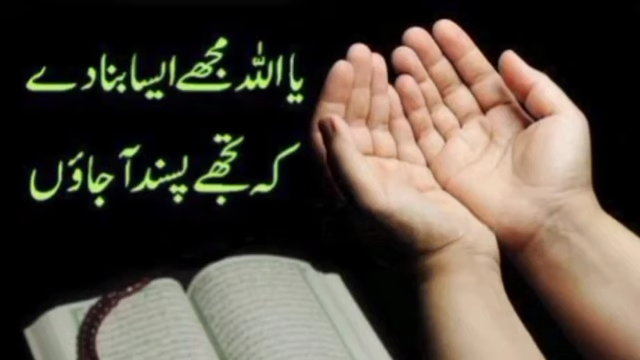 یا اللہ مجھے ایسا بنا دے
کہ تجھے پسند آ جاؤں